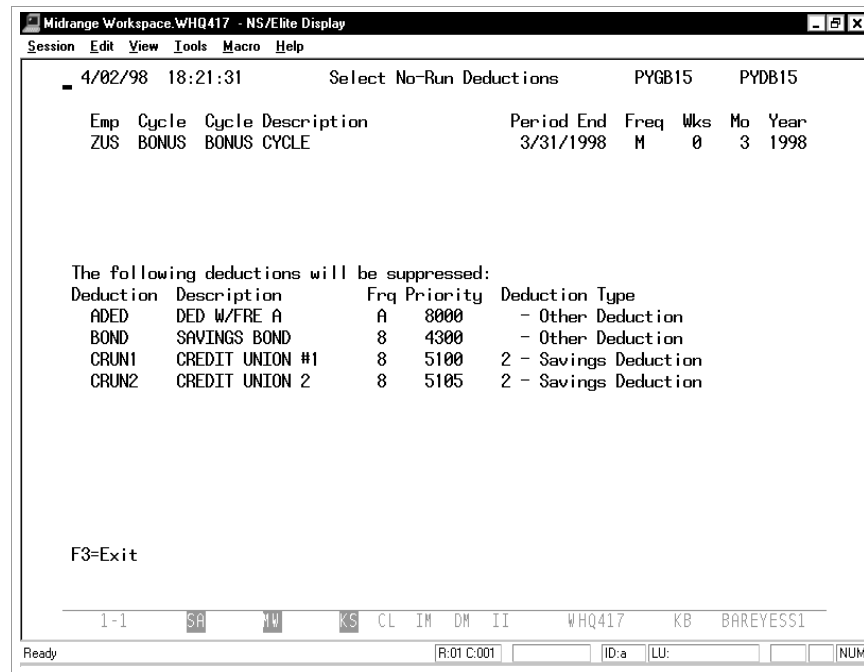 Midrange Workspace.WHQ417 - NS/Elite Display
Session Edit View Tools Macro Help
4/02/98 18:21:31 Select No-Run Deductions PYGB15 PYDB15
Emp Cycle Cycle Description Period End Freq Wks Mo Year
ZUS BONUS BONUS CYCLE 3/31/1998 M 0 3 1998
The following deductions will be suppressed:
Deduction Description Frq Priority Deduction Type
ADED DED W/FRE A A 8000 - Other Deduction
BOND SAVINGS BOND 8 4300 - Other Deduction
CRUN1 CREDIT UNION #1 8 5100 2 - Savings Deduction
CRUN2 CREDIT UNION 2 8 5105 2 - Savings Deduction
F3=Exit
1-1 SA MW KS CL IM DM II WHQ417 KB BAREYESS1
Ready R:01 C:001 ID:a LU: NUM